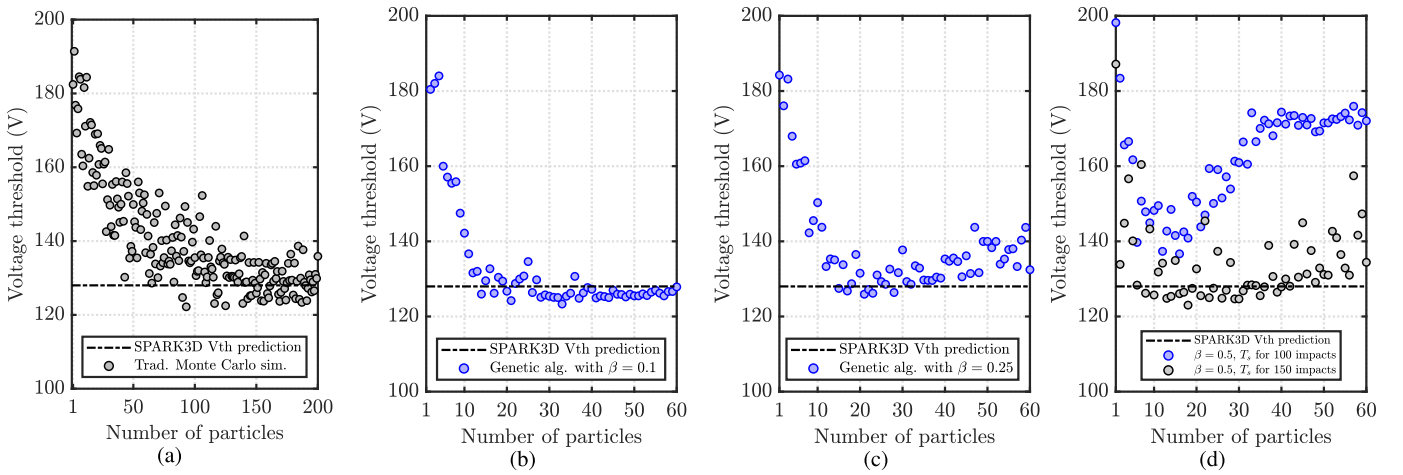 200
180
160
140
120
100
Voltage threshold (V)
SPARK3D Vth prediction
Trad. Monte Carlo sim.
1 50 100 150 200
Number of particles
(a)
200
180
160
140
120
100
Voltage threshold (V)
SPARK3D Vth prediction
Genetic alg. with β = 0.1
1 10 20 30 40 50 60
Number of particles
(b)
200
180
160
140
120
100
Voltage threshold (V)
SPARK3D Vth prediction
Genetic alg. with β = 0.25
1 10 20 30 40 50 60
Number of particles
(c)
200
180
160
140
120
100
Voltage threshold (V)
SPARK3D Vth prediction
β = 0.5, Ts for 100 impacts
β = 0.5, Ts for 150 impacts
1 10 20 30 40 50 60
Number of particles
(d)